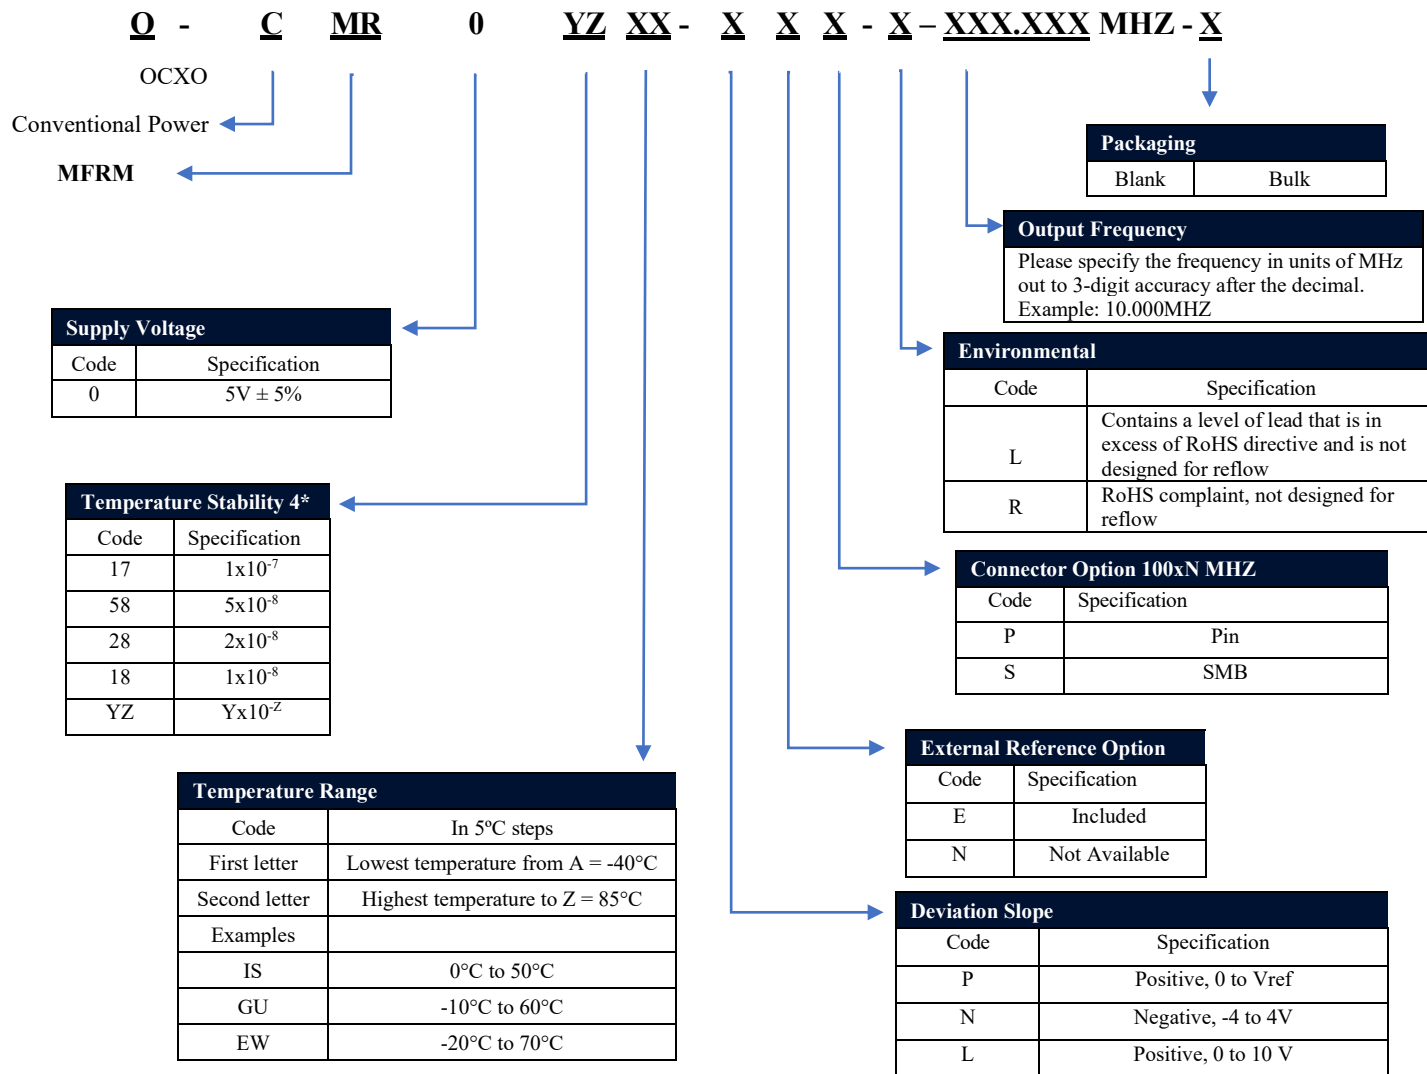 O - C MR 0 YZ XX - X X X - X – XXX.XXX MHZ - X
OCXO
Conventional Power
MFRM
Packaging
Blank Bulk
Output Frequency
Please specify the frequency in units of MHz
out to 3-digit accuracy after the decimal.
Example: 10.000MHZ
Supply Voltage
Code Specification
0 5V ± 5%
Environmental
Code Specification
L Contains a level of lead that is in
excess of RoHS directive and is not
designed for reflow
R RoHS complaint, not designed for
reflow
Temperature Stability 4*
Code Specification
17 1x10⁻⁷
58 5x10⁻⁸
28 2x10⁻⁸
18 1x10⁻⁸
YZ Yx10⁻ᶻ
Connector Option 100xN MHZ
Code Specification
P Pin
S SMB
External Reference Option
Code Specification
E Included
N Not Available
Temperature Range
Code In 5ºC steps
First letter Lowest temperature from A = -40°C
Second letter Highest temperature to Z = 85°C
Examples
IS 0°C to 50°C
GU -10°C to 60°C
EW -20°C to 70°C
Deviation Slope
Code Specification
P Positive, 0 to Vref
N Negative, -4 to 4V
L Positive, 0 to 10 V